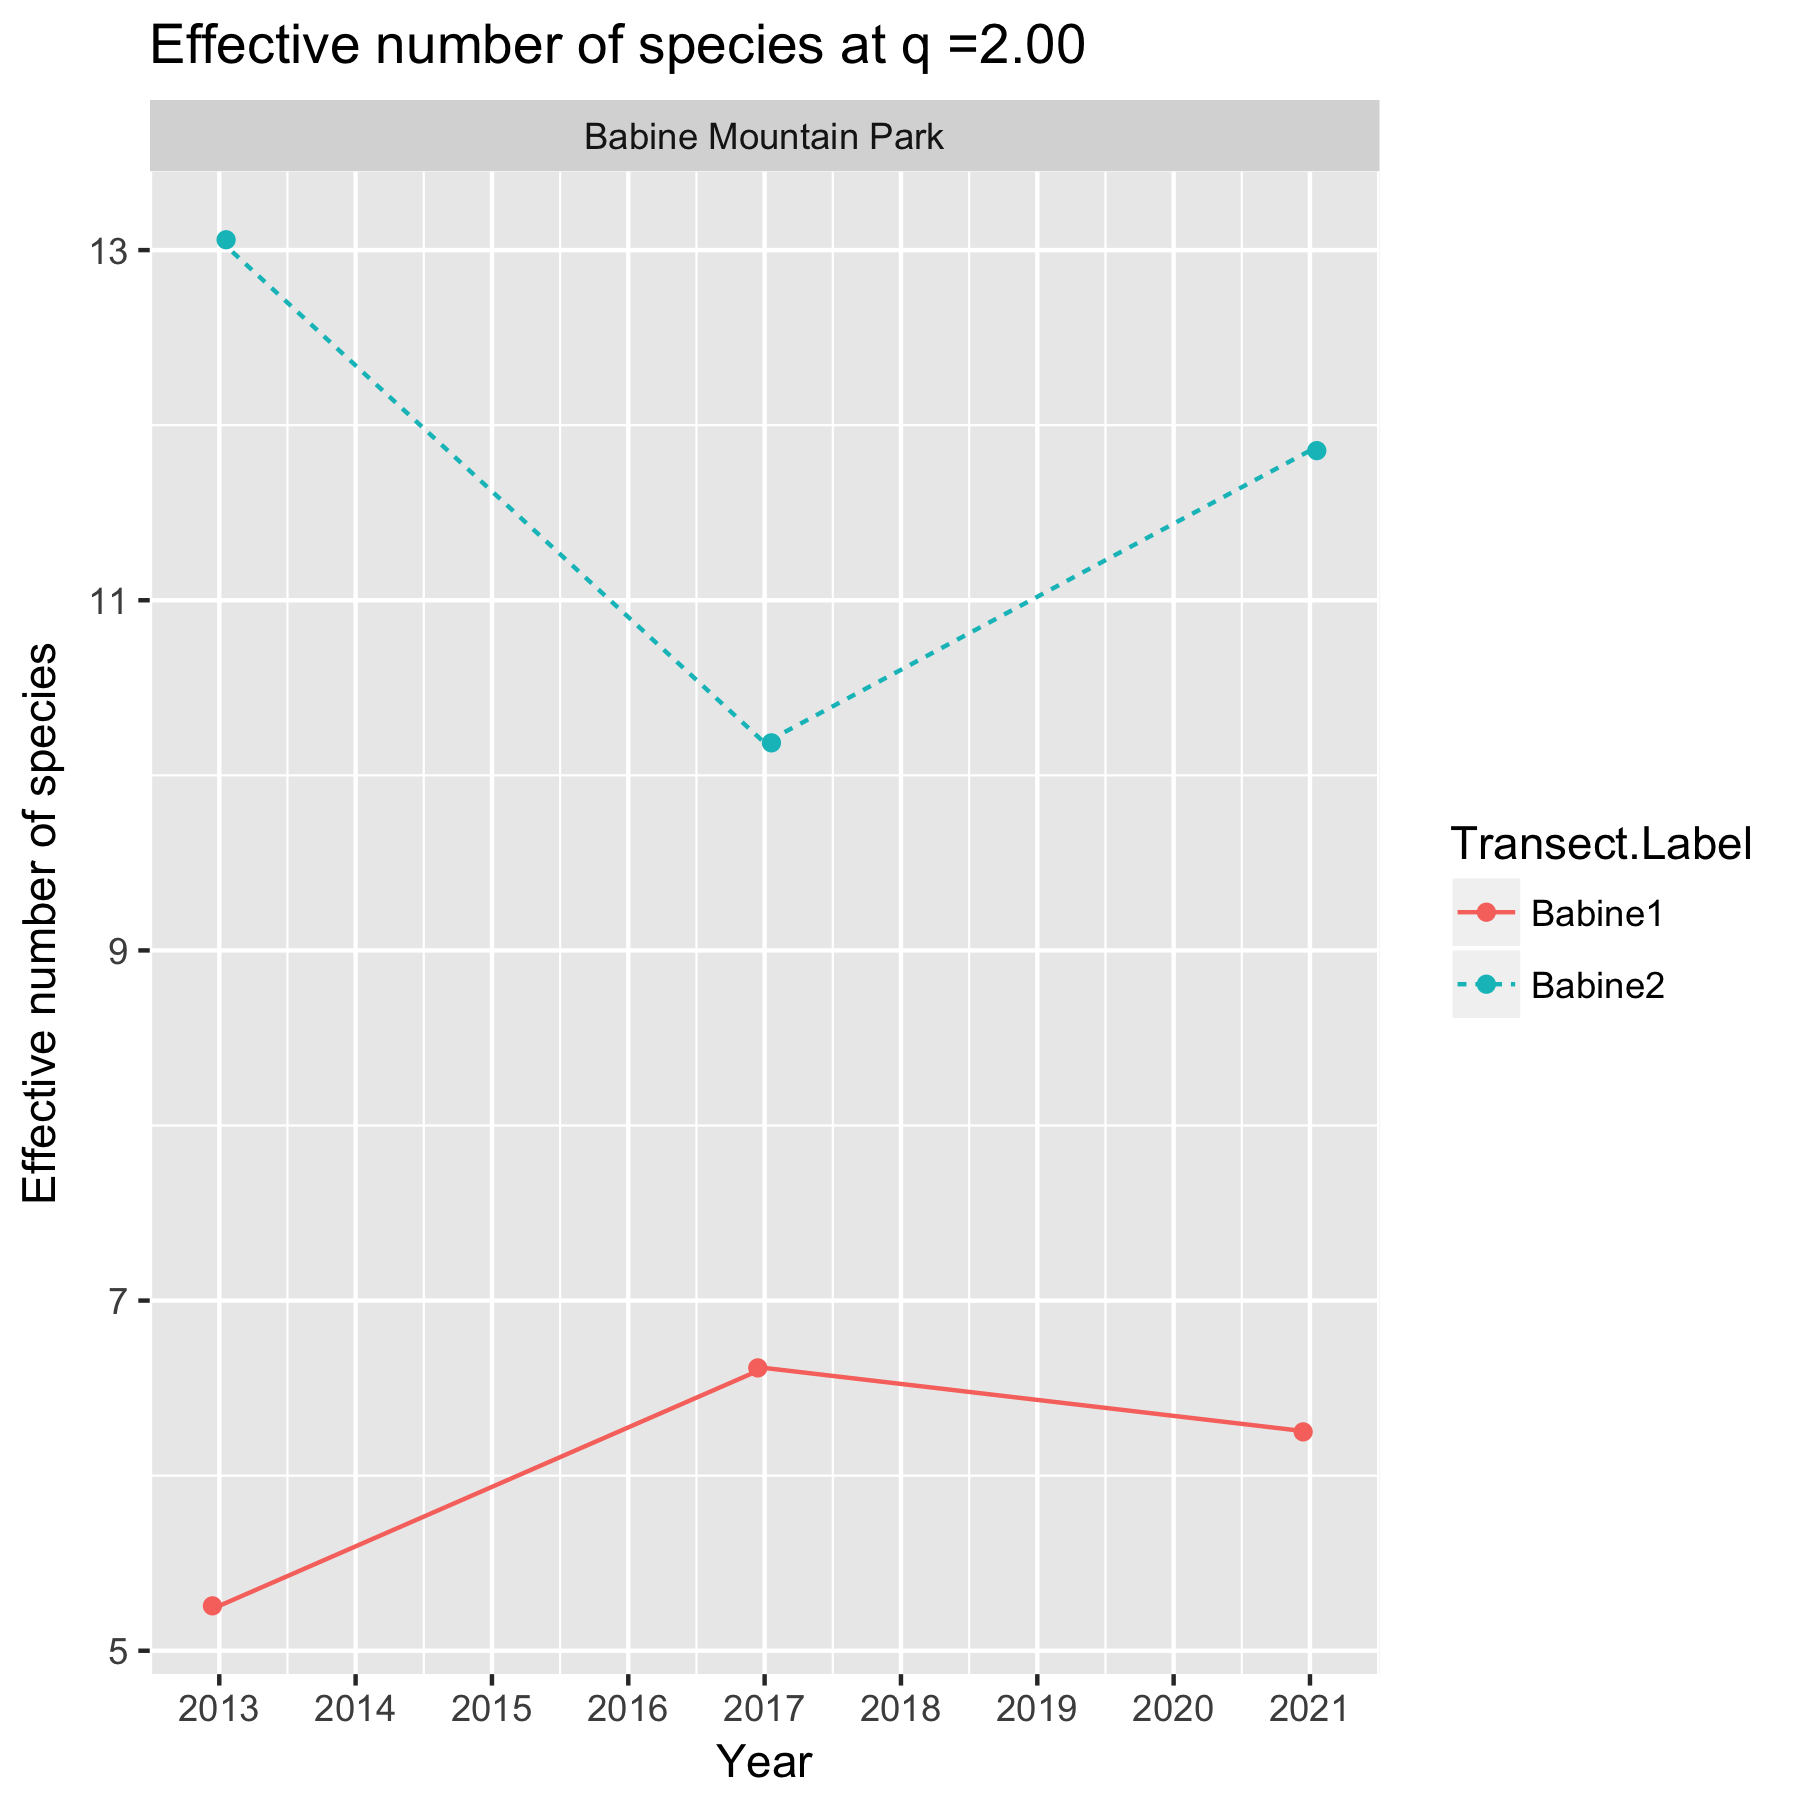 Effective number of species at q =2.00
Babine Mountain Park
13
11
9
7
5
Effective number of species
2013 2014 2015 2016 2017 2018 2019 2020 2021
Year
Transect.Label
Babine1
Babine2